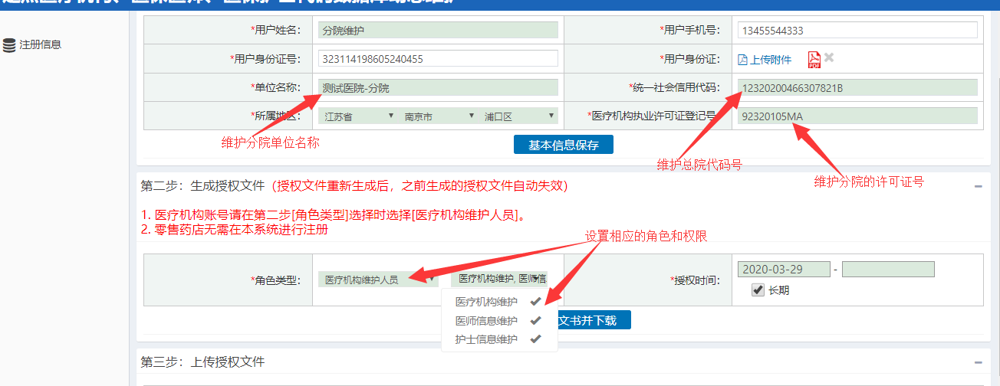 注册信息
*用户姓名： 分院维护 *用户手机号： 13455544333
*用户身份证号： 323114198605240455 *用户身份证： 上传附件 PDF
*单位名称： 测试医院-分院 *统一社会信用代码： 12320200466307821B
*所属地区： 江苏省 南京市 浦口区 *医疗机构执业许可证登记号 92320105MA
维护分院单位名称
基本信息保存
维护总院代码号
维护分院的许可证号
第二步：生成授权文件（授权文件重新生成后，之前生成的授权文件自动失效）
1. 医疗机构账号请在第二步[角色类型]选择时选择[医疗机构维护人员]。
2. 零售药店无需在本系统进行注册
设置相应的角色和权限
*角色类型： 医疗机构维护人员 医疗机构维护, 医师信 *授权时间： 2020-03-29 -
长期
医疗机构维护
医师信息维护
护士信息维护
文书并下载
第三步：上传授权文件